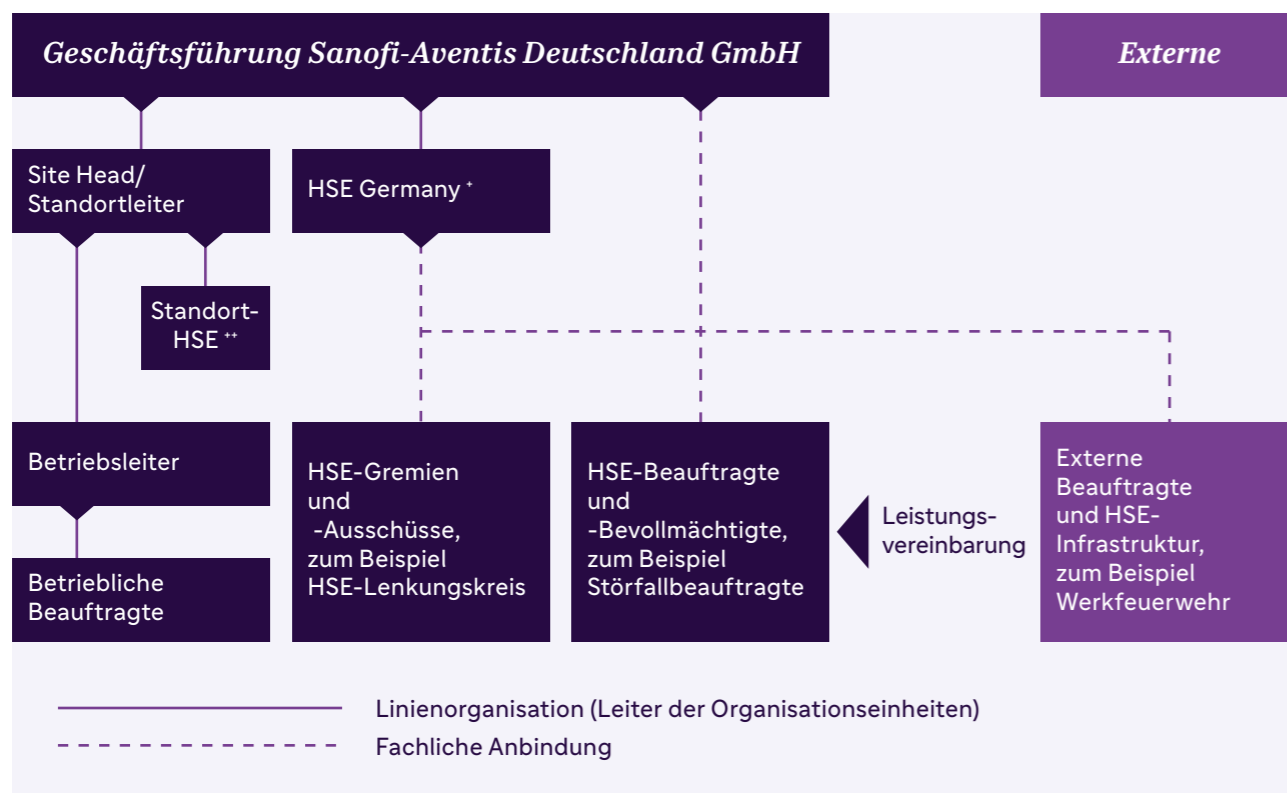 Geschäftsführung Sanofi-Aventis Deutschland GmbH
Externe
Site Head/
Standortleiter
HSE Germany +
Standort-
HSE ++
Betriebsleiter
Betriebliche
Beauftragte
HSE-Gremien
und
-Ausschüsse,
zum Beispiel
HSE-Lenkungskreis
HSE-Beauftragte
und
-Bevollmächtigte,
zum Beispiel
Störfallbeauftragte
Leistungs-
vereinbarung
Externe
Beauftragte
und HSE-
Infrastruktur,
zum Beispiel
Werkfeuerwehr
Linienorganisation (Leiter der Organisationseinheiten)
Fachliche Anbindung